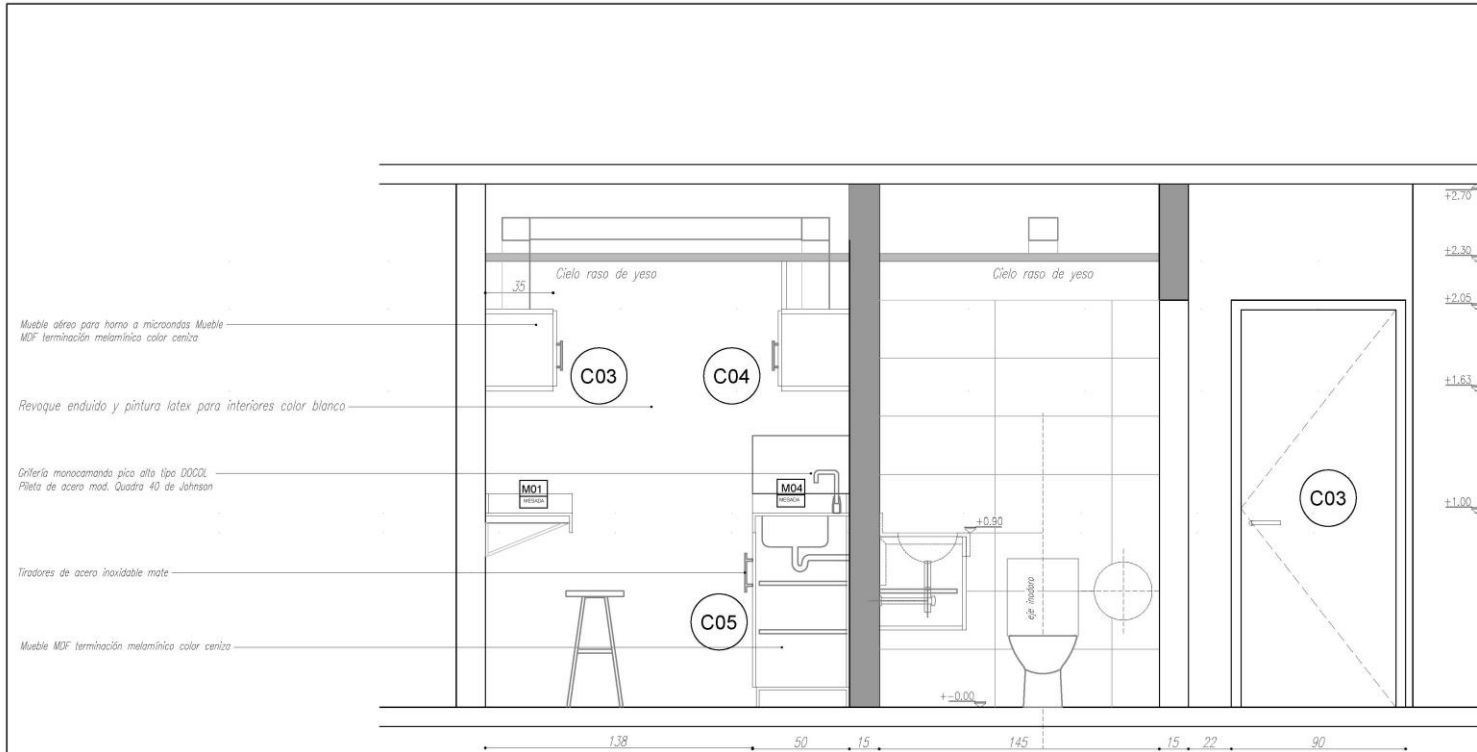 +2.70
+2.30
Cielo raso de yeso
Cielo raso de yeso
35
+2.05
Mueble aéreo para horno a microondas Mueble
MDF terminación melamínico color ceniza
C03
C04
+1.63
Revoque enduido y pintura latex para interiores color blanco
Grifería monocomando pico alto tipo DOCOL
Pileta de acero mod. Quadra 40 de Johnson
M01
MESADA
M04
MESADA
C03
+1.00
+0.90
Tiradores de acero inoxidable mate
eje inodoro
C05
Mueble MDF terminación melamínico color ceniza
+-0.00
138
50
15
145
15
22
90